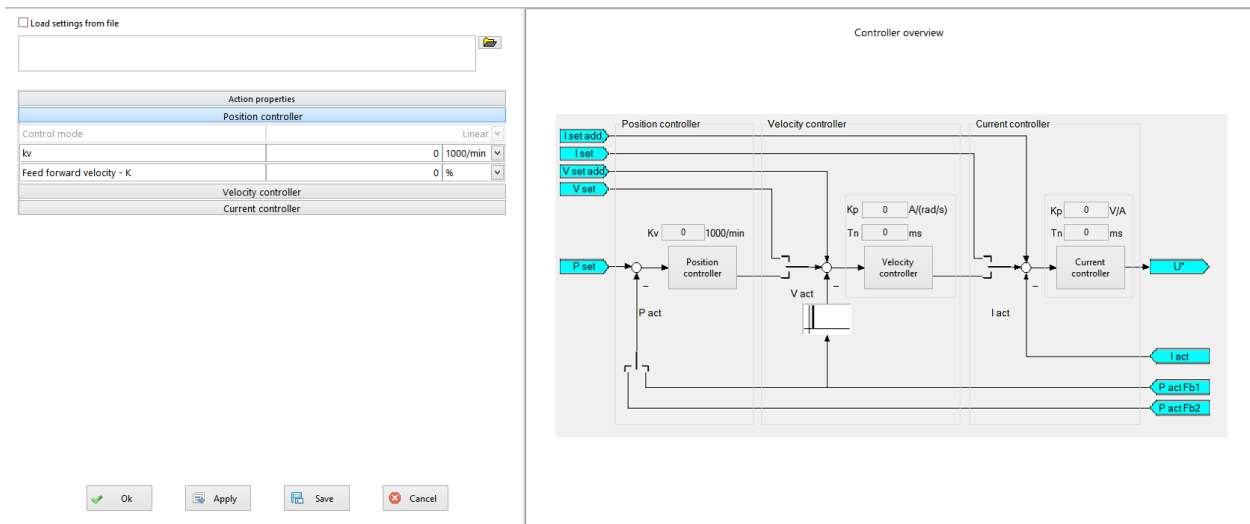 Load settings from file
Action properties
Position controller
Control mode Linear
kv 0 1000/min
Feed forward velocity - K 0 %
Velocity controller
Current controller
Ok Apply Save Cancel
Controller overview
Position controller Velocity controller Current controller
I set add
I set
V set add
V set
Kp 0 A/(rad/s) Kp 0 V/A
Kv 0 1000/min Tn 0 ms Tn 0 ms
P set Position controller Velocity controller Current controller U*
– – –
V act
P act I act
I act
P act Fb1
P act Fb2